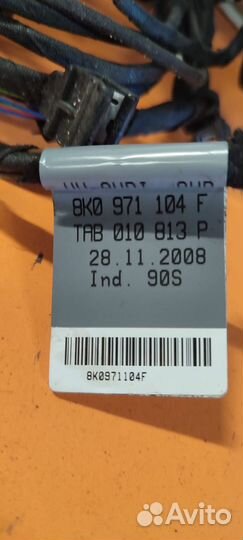 8K0 971 104 F
TAB 010 813 P
28.11.2008
Ind. 90S
8K0971104F
Avito